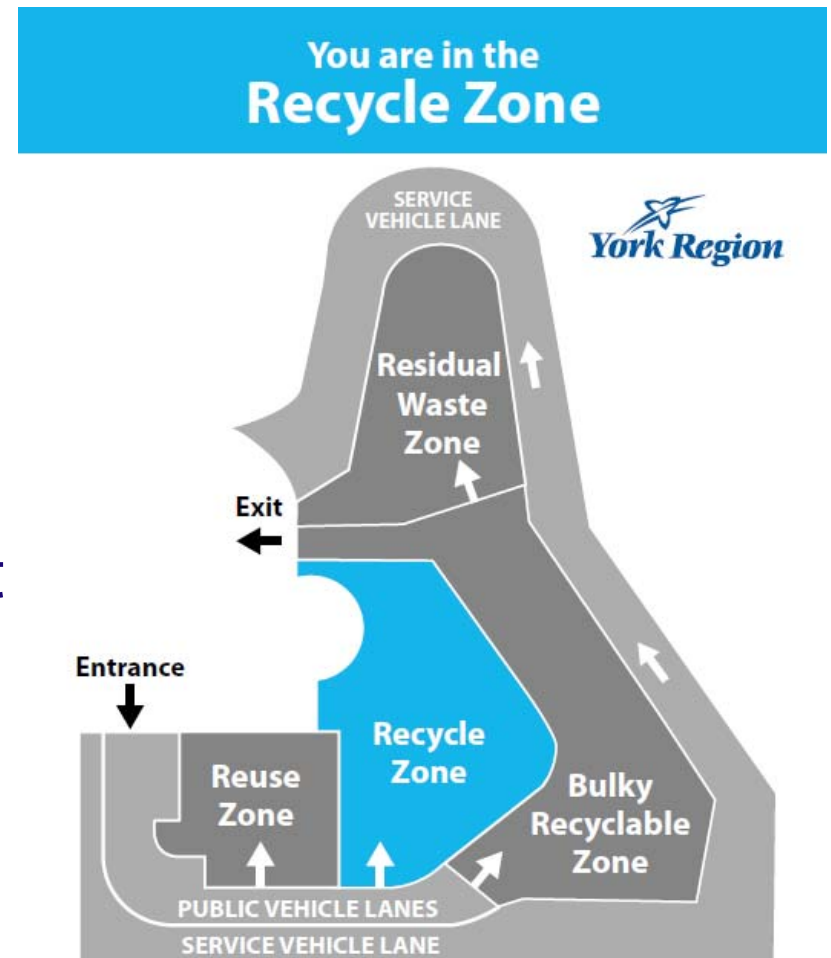 You are in the
Recycle Zone
SERVICE
VEHICLE LANE
York Region
Residual
Waste
Zone
Exit
Entrance
Recycle
Zone
Reuse
Zone
Bulky
Recyclable
Zone
PUBLIC VEHICLE LANES
SERVICE VEHICLE LANE